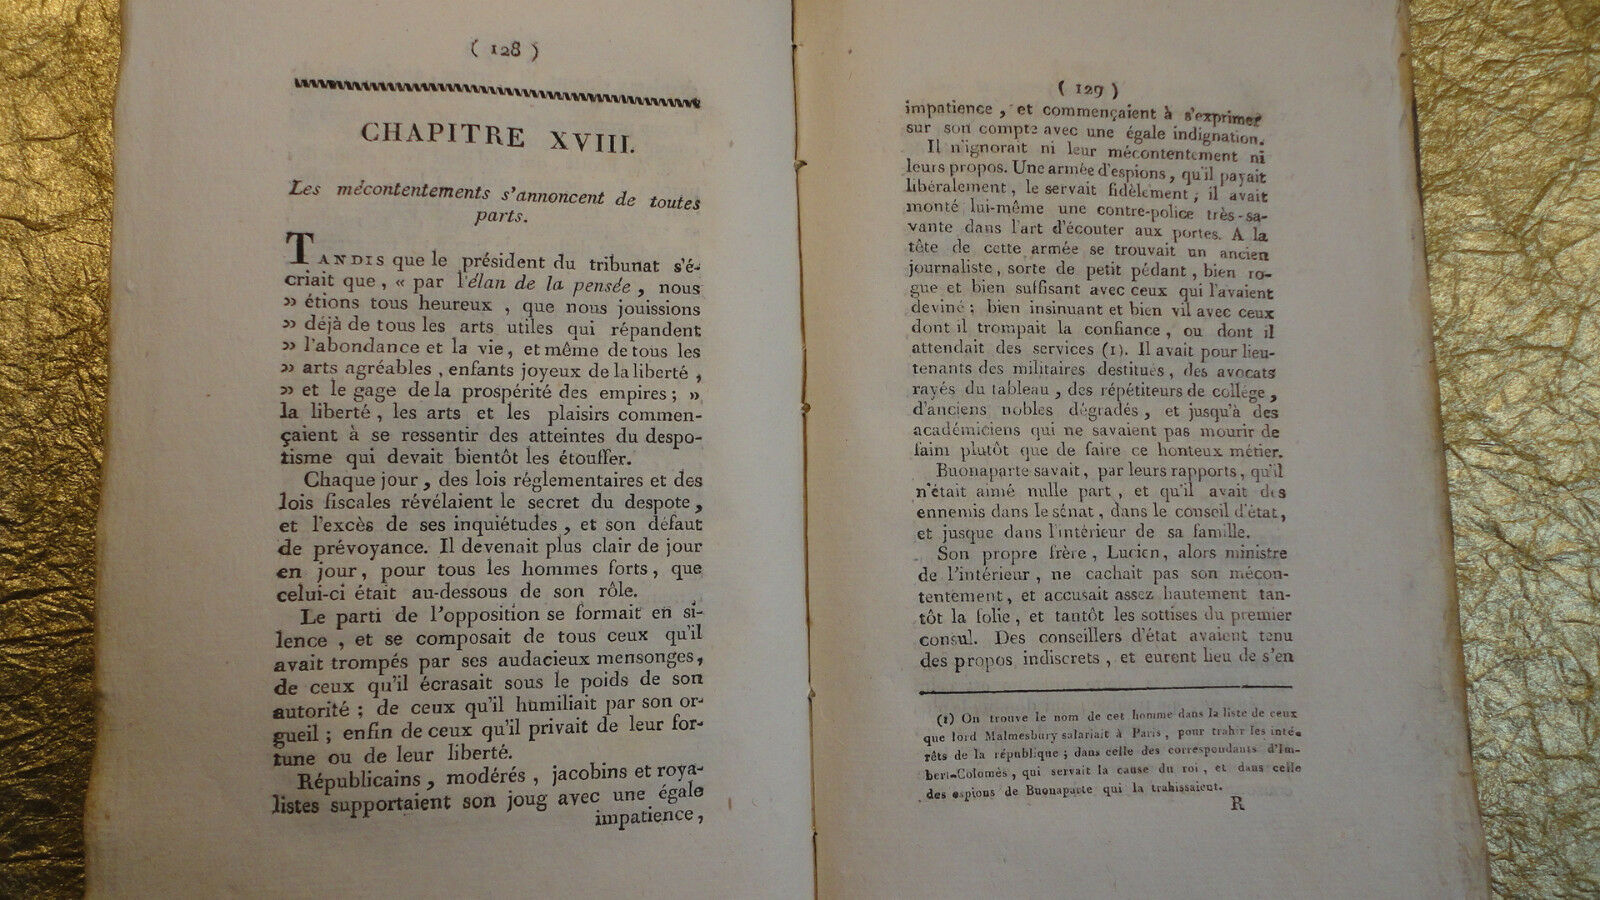 ( 128 )
CHAPITRE XVIII.
Les mécontentements s'annoncent de toutes
parts.
TANDIS que le président du tribunat s'é-
criait que, « par l'élan de la pensée, nous
» étions tous heureux, que nous jouissions
» déjà de tous les arts utiles qui répandent
» l'abondance et la vie, et même de tous les
» arts agréables, enfants joyeux de la liberté,
» et le gage de la prospérité des empires; »
la liberté, les arts et les plaisirs commen-
çaient à se ressentir des atteintes du despo-
tisme qui devait bientôt les étouffer.
Chaque jour, des lois réglementaires et des
lois fiscales révélaient le secret du despote,
et l'excès de ses inquiétudes, et son défaut
de prévoyance. Il devenait plus clair de jour
en jour, pour tous les hommes forts, que
celui-ci était au-dessous de son rôle.
Le parti de l'opposition se formait en si-
lence, et se composait de tous ceux qu'il
avait trompés par ses audacieux mensonges,
de ceux qu'il écrasait sous le poids de son
autorité; de ceux qu'il humiliait par son or-
gueil; enfin de ceux qu'il privait de leur for-
tune ou de leur liberté.
Républicains, modérés, jacobins et roya-
listes supportaient son joug avec une égale
impatience,
( 129 )
impatience, et commençaient à s'exprimer
sur son compte avec une égale indignation.
Il n'ignorait ni leur mécontentement ni
leurs propos. Une armée d'espions, qu'il payait
libéralement, le servait fidèlement; il avait
monté lui-même une contre-police très-sa-
vante dans l'art d'écouter aux portes. A la
tête de cette armée se trouvait un ancien
journaliste, sorte de petit pédant, bien ro-
gue et bien suffisant avec ceux qui l'avaient
deviné; bien insinuant et bien vil avec ceux
dont il trompait la confiance, ou dont il
attendait des services (1). Il avait pour lieu-
tenants des militaires destitués, des avocats
rayés du tableau, des répétiteurs de collége,
d'anciens nobles dégradés, et jusqu'à des
académiciens qui ne savaient pas mourir de
faim plutôt que de faire ce honteux métier.
Buonaparte savait, par leurs rapports, qu'il
n'était aimé nulle part, et qu'il avait des
ennemis dans le sénat, dans le conseil d'état,
et jusque dans l'intérieur de sa famille.
Son propre frère, Lucien, alors ministre
de l'intérieur, ne cachait pas son mécon-
tentement, et accusait assez hautement tan-
tôt la folie, et tantôt les sottises du premier
consul. Des conseillers d'état avaient tenu
des propos indiscrets, et eurent lieu de s'en
(1) On trouve le nom de cet homme dans la liste de ceux
que lord Malmesbury salariait à Paris, pour trahir les inté-
rêts de la république; dans celle des correspondants d'Im-
bert-Colomès, qui servait la cause du roi, et dans celle
des espions de Buonaparte qui la trahissaient.
R